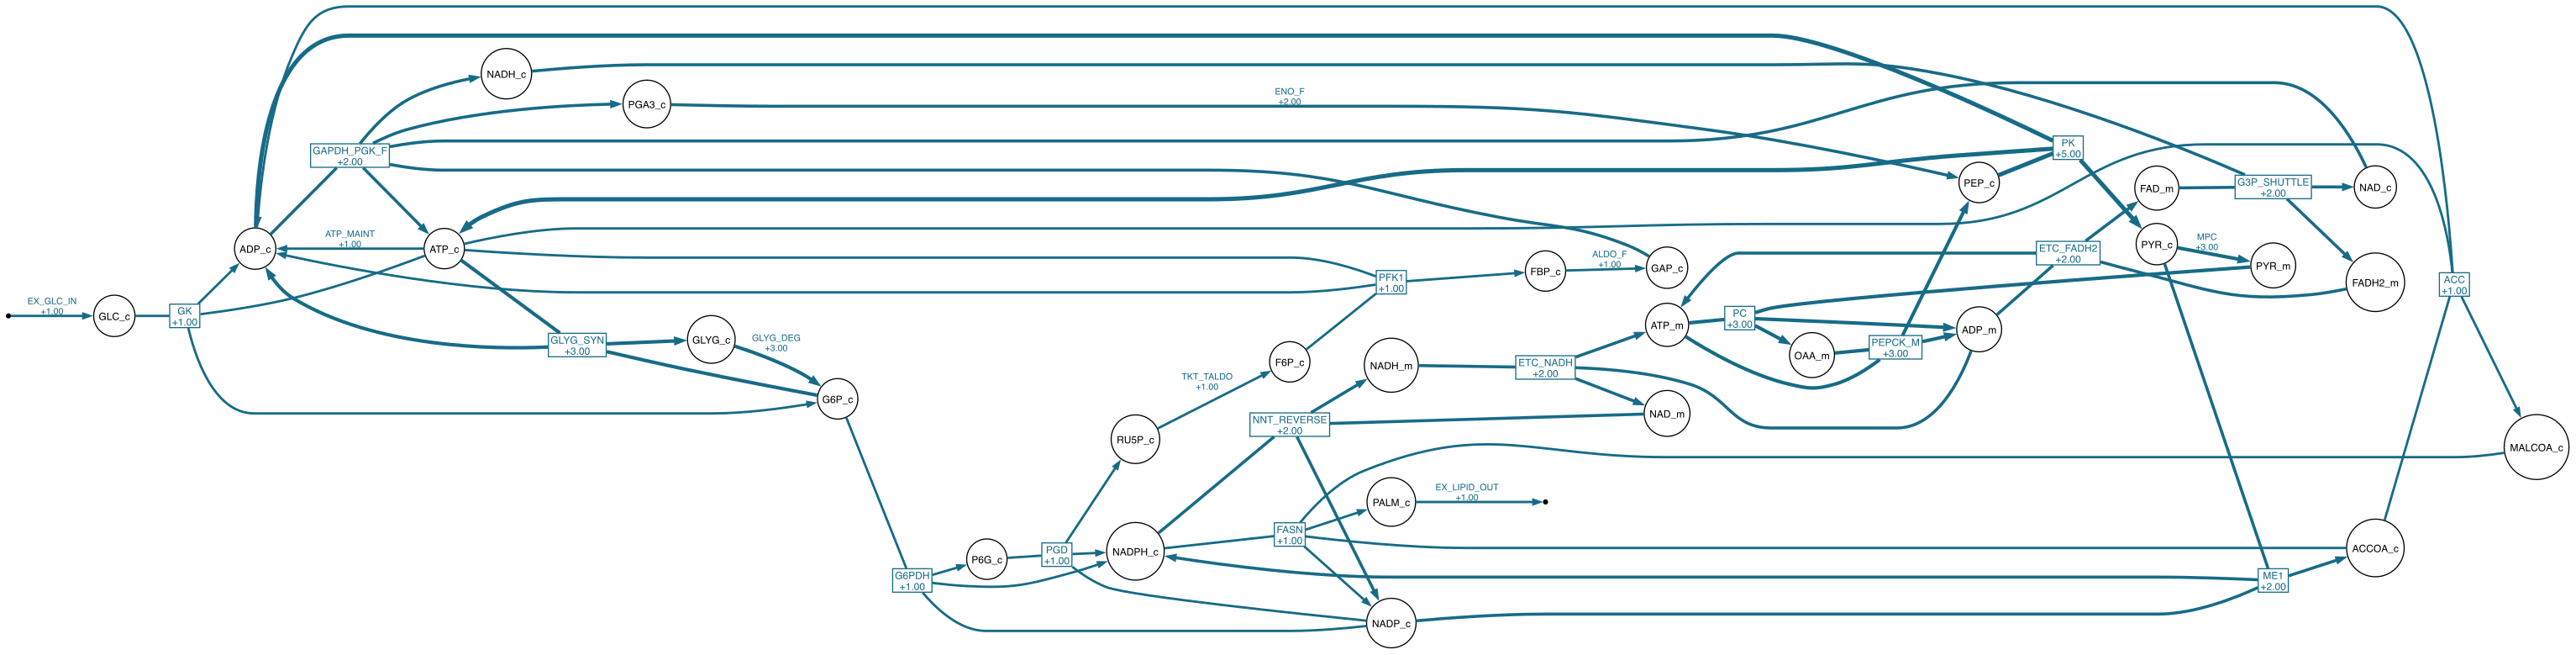 NADH_c
PGA3_c
ENO_F
+2.00
GAPDH_PGK_F
+2.00
PK
+5.00
PEP_c
FAD_m
G3P_SHUTTLE
+2.00
NAD_c
ADP_c
ATP_MAINT
+1.00
ATP_c
PYR_c
MPC
+3.00
ETC_FADH2
+2.00
PYR_m
FBP_c
ALDO_F
+1.00
GAP_c
PFK1
+1.00
FADH2_m
ACC
+1.00
EX_GLC_IN
+1.00
GLC_c
GK
+1.00
GLYG_SYN
+3.00
GLYG_c
GLYG_DEG
+3.00
ATP_m
PC
+3.00
ADP_m
OAA_m
PEPCK_M
+3.00
F6P_c
NADH_m
ETC_NADH
+2.00
TKT_TALDO
+1.00
G6P_c
NAD_m
NNT_REVERSE
+2.00
RU5P_c
MALCOA_c
PALM_c
EX_LIPID_OUT
+1.00
FASN
+1.00
NADPH_c
PGD
+1.00
P6G_c
ACCOA_c
G6PDH
+1.00
ME1
+2.00
NADP_c